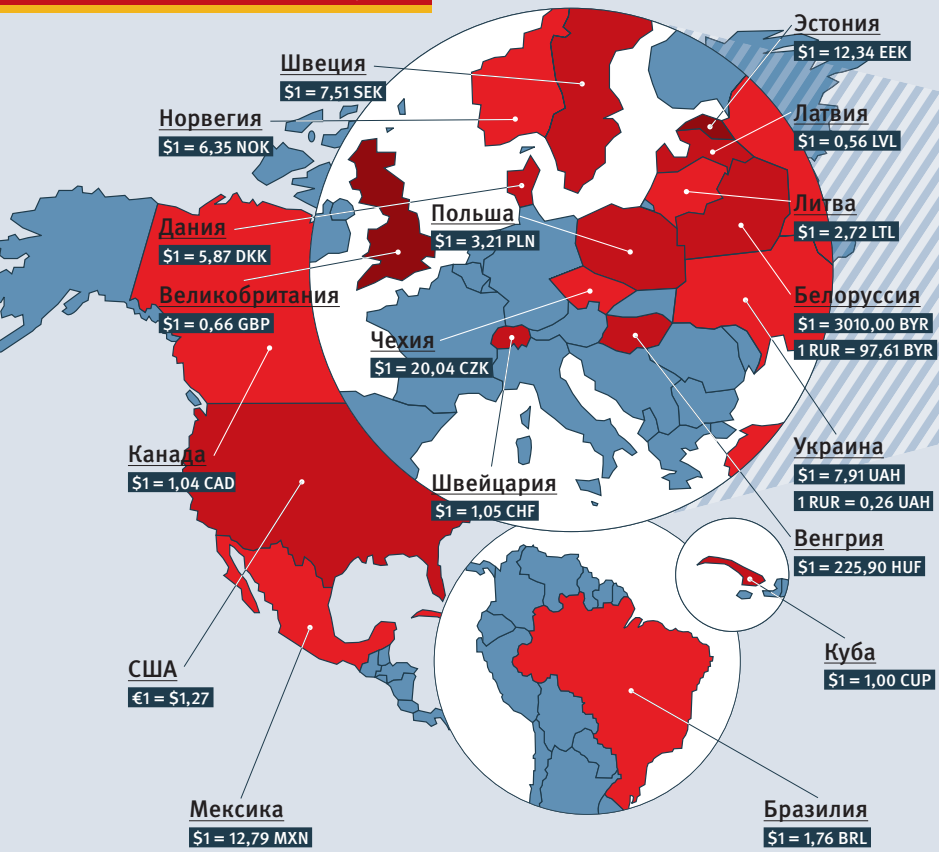 Эстония
$1 = 12,34 EEK
Швеция
$1 = 7,51 SEK
Норвегия
$1 = 6,35 NOK
Латвия
$1 = 0,56 LVL
Дания
$1 = 5,87 DKK
Польша
$1 = 3,21 PLN
Литва
$1 = 2,72 LTL
Великобритания
$1 = 0,66 GBP
Белоруссия
$1 = 3010,00 BYR
1 RUR = 97,61 BYR
Чехия
$1 = 20,04 CZK
Канада
$1 = 1,04 CAD
Швейцария
$1 = 1,05 CHF
Украина
$1 = 7,91 UAH
1 RUR = 0,26 UAH
Венгрия
$1 = 225,90 HUF
США
€1 = $1,27
Куба
$1 = 1,00 CUP
Мексика
$1 = 12,79 MXN
Бразилия
$1 = 1,76 BRL